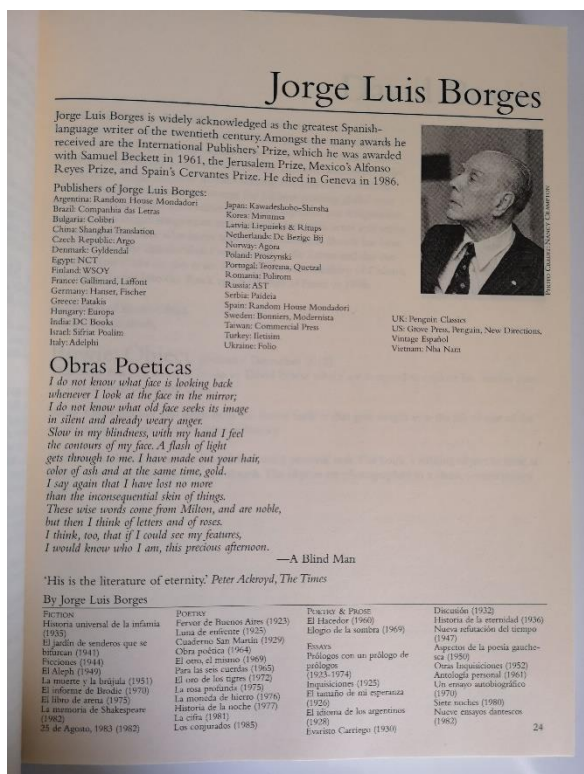 Jorge Luis Borges
Jorge Luis Borges is widely acknowledged as the greatest Spanish-
language writer of the twentieth century. Amongst the many awards he
received are the International Publishers' Prize, which he was awarded
with Samuel Beckett in 1961, the Jerusalem Prize, Mexico's Alfonso
Reyes Prize, and Spain's Cervantes Prize. He died in Geneva in 1986.
PHOTO CREDIT: NANCY CRAMPTON
Publishers of Jorge Luis Borges:
Argentina: Random House Mondadori
Brazil: Companhia das Letras
Bulgaria: Colibri
China: Shanghai Translation
Czech Republic: Argo
Denmark: Gyldendal
Egypt: NCT
Finland: WSOY
France: Gallimard, Laffont
Germany: Hanser, Fischer
Greece: Patakis
Hungary: Europa
India: DC Books
Israel: Sifriat Poalim
Italy: Adelphi
Japan: Kawadeshobo-Shinsha
Korea: Minumsa
Latvia: & Ritups
Netherlands: De Bezige Bij
Norway: Agora
Poland: Proszynski
Portugal: Teorema, Quetzal
Romania: Polirom
Russia: AST
Serbia: Paideia
Spain: Random House Mondadori
Sweden: Bonniers, Modernista
Taiwan: Commercial Press
Turkey: Iletisim
Ukraine: Folio
UK: Penguin Classics
US: Grove Press, Penguin, New Directions,
Vintage Español
Vietnam: Nha Nam
Obras Poeticas
I do not know what face is looking back
whenever I look at the face in the mirror;
I do not know what old face seeks its image
in silent and already weary anger.
Slow in my blindness, with my hand I feel
the contours of my face. A flash of light
gets through to me. I have made out your hair,
color of ash and at the same time, gold.
I say again that I have lost no more
than the inconsequential skin of things.
These wise words come from Milton, and are noble,
but then I think of letters and of roses.
I think, too, that if I could see my features,
I would know who I am, this precious afternoon.
—A Blind Man
'His is the literature of eternity.' Peter Ackroyd, The Times
By Jorge Luis Borges
FICTION
Historia universal de la infamia
(1935)
El jardín de senderos que se
bifurcan (1941)
Ficciones (1944)
El Aleph (1949)
La muerte y la brújula (1951)
El informe de Brodie (1970)
El libro de arena (1975)
La memoria de Shakespeare
(1982)
25 de Agosto, 1983 (1982)
POETRY
Fervor de Buenos Aires (1923)
Luna de enfrente (1925)
Cuaderno San Martín (1929)
Obra poética (1964)
El otro, el mismo (1969)
Para las seis cuerdas (1965)
El oro de los tigres (1972)
La rosa profunda (1975)
La moneda de hierro (1976)
Historia de la noche (1977)
La cifra (1981)
Los conjurados (1985)
POETRY & PROSE
El Hacedor (1960)
Elogio de la sombra (1969)
ESSAYS
Prólogos con un prólogo de
prólogos
(1923-1974)
Inquisiciones (1925)
El tamaño de mi esperanza
(1926)
El idioma de los argentinos
(1928)
Evaristo Carriego (1930)
Discusión (1932)
Historia de la eternidad (1936)
Nueva refutación del tiempo
(1947)
Aspectos de la poesía gauche-
sca (1950)
Otras Inquisiciones (1952)
Antología personal (1961)
Un ensayo autobiográfico
(1970)
Siete noches (1980)
Nueve ensayos dantescos
(1982)
24